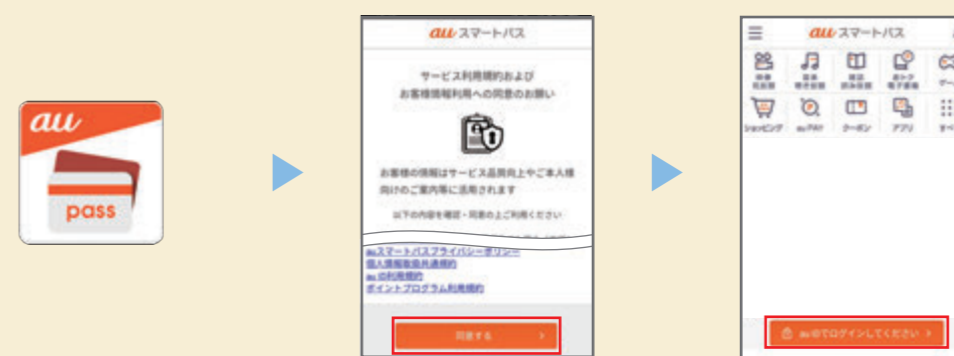 au
pass
au スマートパス
サービス利用規約および
お客様情報利用への同意のお願い
お客様の情報はサービス品質向上やご本人様
向けのご案内等に活用されます
以下の内容を確認・同意の上ご利用ください
auスマートパスプライバシーポリシー
個人情報取扱共通規約
au ID利用規約
ポイントプログラム利用規約
同意する
au スマートパス
ショッピング
au PAY
クーポン
アプリ
au IDでログインしてください